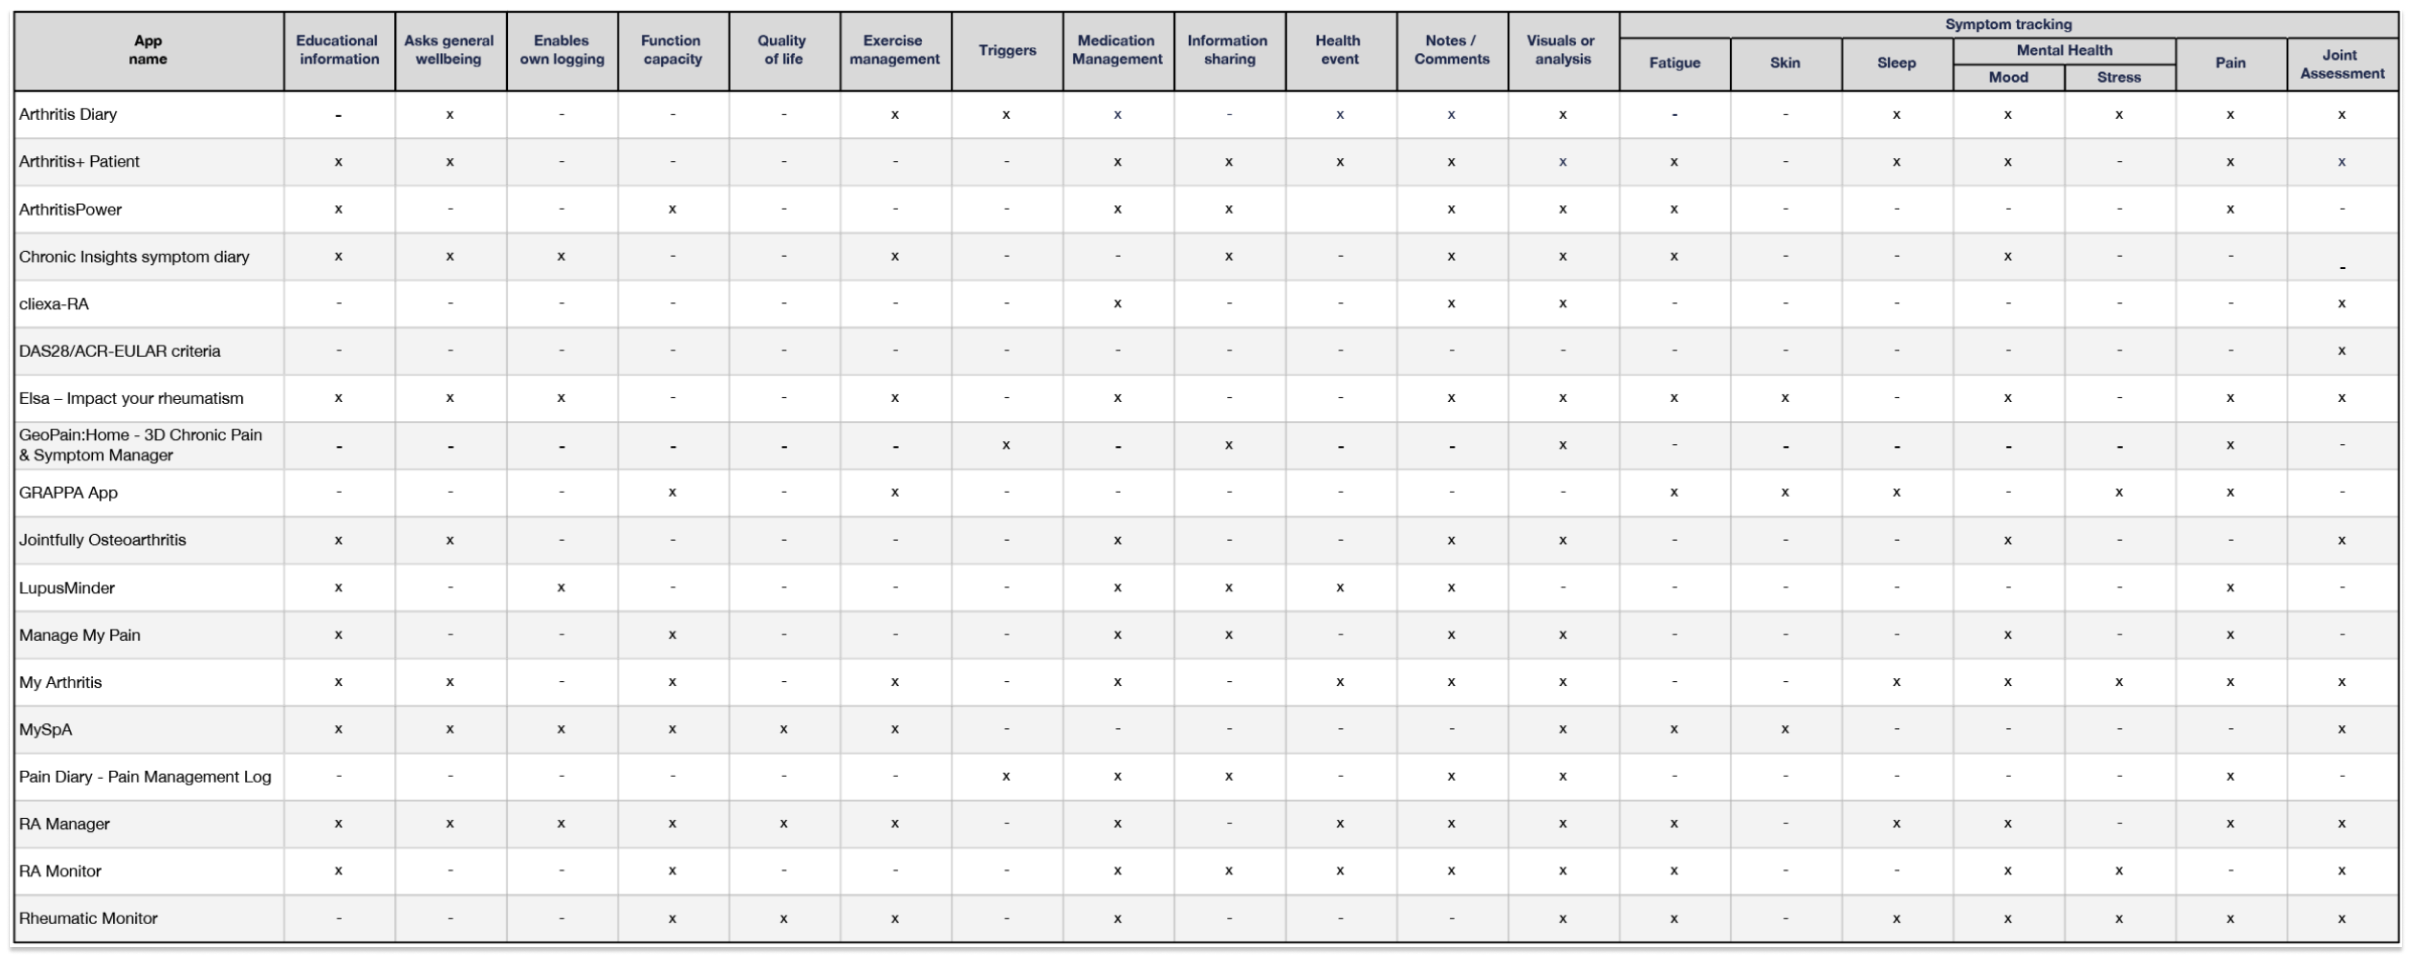 Symptom tracking
App name Educational information Asks general wellbeing Enables own logging Function capacity Quality of life Exercise management Triggers Medication Management Information sharing Health event Notes / Comments Visuals or analysis Fatigue Skin Sleep Mental Health Pain Joint Assessment
Mood Stress
Arthritis Diary - x - - - x x x - x x x - - x x x x x
Arthritis+ Patient x x - - - - - x x x x x x - x x - x x
ArthritisPower x - - x - - - x x x x x - - - - x -
Chronic Insights symptom diary x x x - - x - - x - x x x - - x - - -
cliexa-RA - - - - - - - x - - x x - - - - - - x
DAS28/ACR-EULAR criteria - - - - - - - - - - - - - - - - - - x
Elsa – Impact your rheumatism x x x - - x - x - - x x x x - x - x x
GeoPain:Home - 3D Chronic Pain
& Symptom Manager - - - - - - x - x - - x - - - - - x -
GRAPPA App - - - x - x - - - - - - x x x - x x -
Jointfully Osteoarthritis x x - - - - - x - - x x - - - x - - x
LupusMinder x - x - - - - x x x x - - - - - - x -
Manage My Pain x - - x - - - x x - x x - - - x - x -
My Arthritis x x - x - x - x - x x x - - x x x x x
MySpA x x x x x x - - - - - x x x - - - - x
Pain Diary - Pain Management Log - - - - - - x x x - x x - - - - - x -
RA Manager x x x x x x - x - x x x x - x x - x x
RA Monitor x - - x - - - x x x x x x - - x x - x
Rheumatic Monitor - - - x x x - x - - - x x - x x x x x